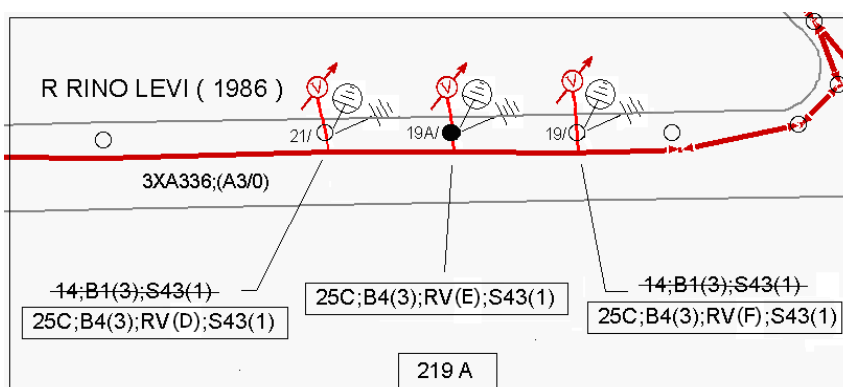 R RINO LEVI ( 1986 )
V
V
V
21/
19A/
19/
3XA336;(A3/0)
14;B1(3);S43(1)
25C;B4(3);RV(D);S43(1)
25C;B4(3);RV(E);S43(1)
14;B1(3);S43(1)
25C;B4(3);RV(F);S43(1)
219 A